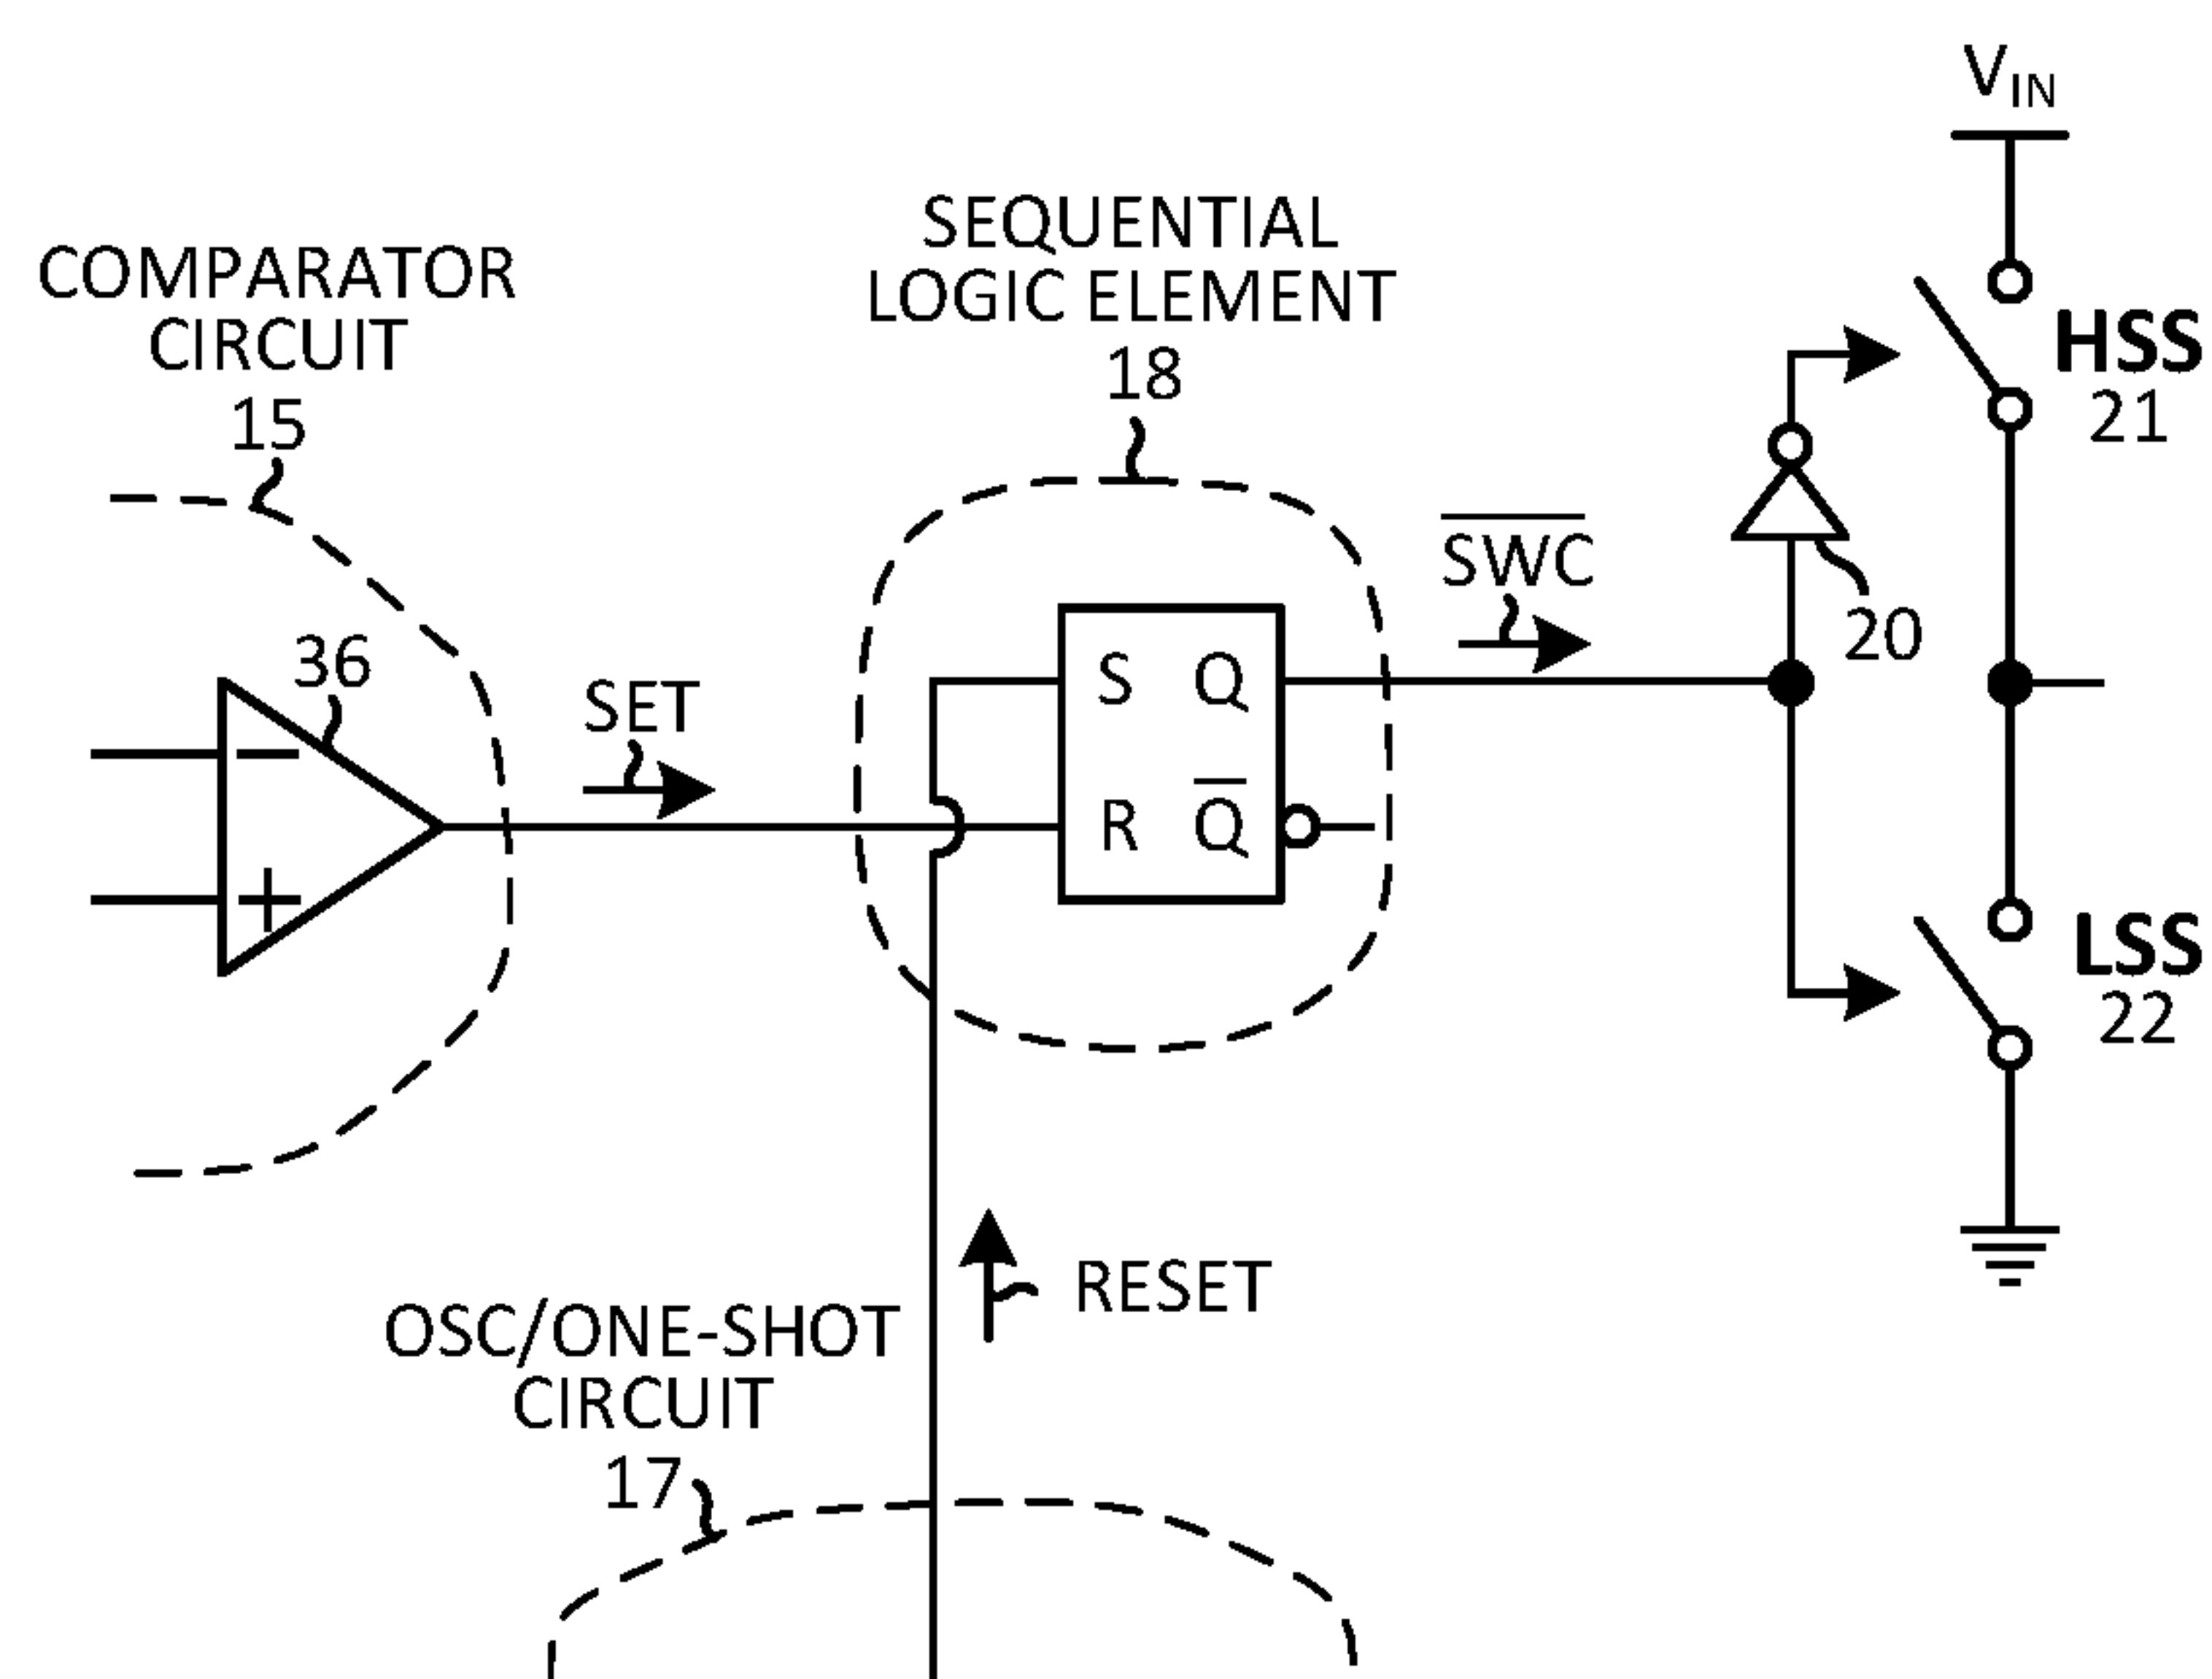 V_IN
SEQUENTIAL
LOGIC ELEMENT
18
COMPARATOR
CIRCUIT
15
HSS
21
S̅W̅C̅
20
36
SET
S Q
R Q̅
−
+
LSS
22
RESET
OSC/ONE-SHOT
CIRCUIT
17